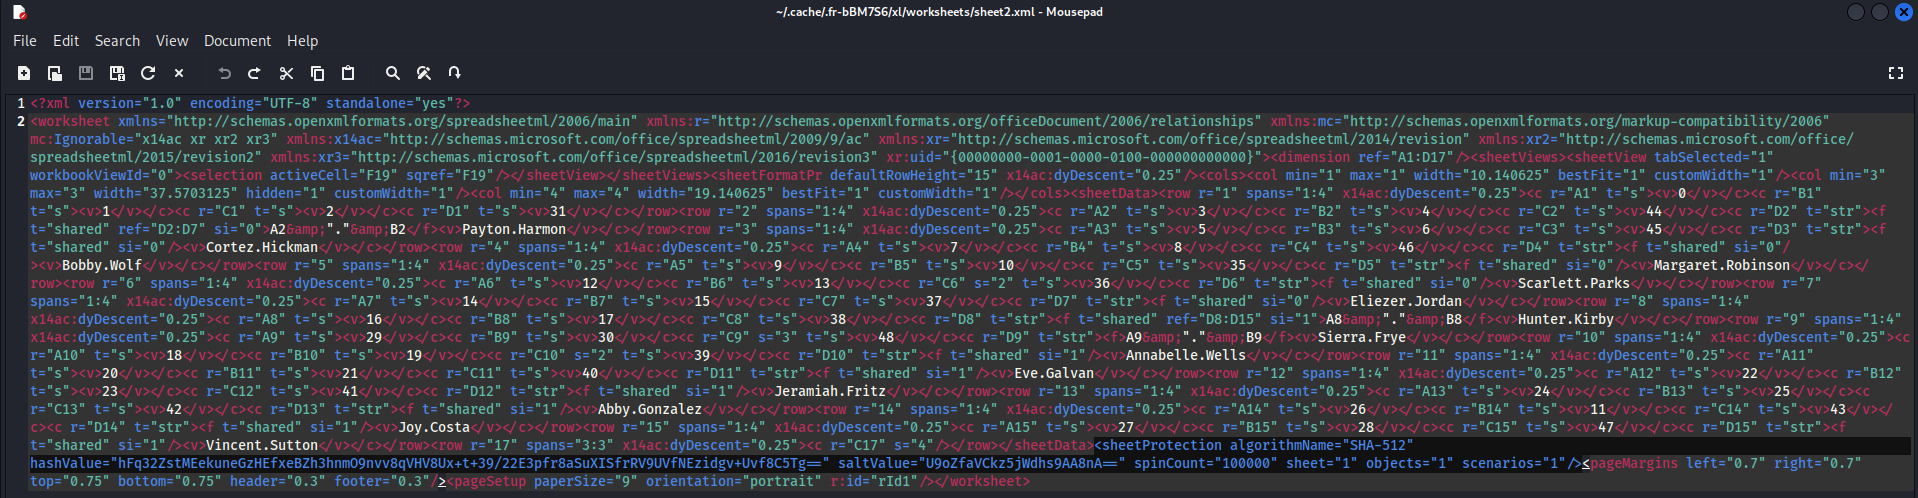 ~/.cache/.fr-bBM7S6/xl/worksheets/sheet2.xml - Mousepad
File Edit Search View Document Help
1 <?xml version="1.0" encoding="UTF-8" standalone="yes"?>
2 <worksheet xmlns="http://schemas.openxmlformats.org/spreadsheetml/2006/main" xmlns:r="http://schemas.openxmlformats.org/officeDocument/2006/relationships" xmlns:mc="http://schemas.openxmlformats.org/markup-compatibility/2006"
mc:Ignorable="x14ac xr xr2 xr3" xmlns:x14ac="http://schemas.microsoft.com/office/spreadsheetml/2009/9/ac" xmlns:xr="http://schemas.microsoft.com/office/spreadsheetml/2014/revision" xmlns:xr2="http://schemas.microsoft.com/office/
spreadsheetml/2015/revision2" xmlns:xr3="http://schemas.microsoft.com/office/spreadsheetml/2016/revision3" xr:uid="{00000000-0001-0000-0100-000000000000}"><dimension ref="A1:D17"/><sheetViews><sheetView tabSelected="1"
workbookViewId="0"><selection activeCell="F19" sqref="F19"/></sheetView></sheetViews><sheetFormatPr defaultRowHeight="15" x14ac:dyDescent="0.25"/><cols><col min="1" max="1" width="10.140625" bestFit="1" customWidth="1"/><col min="3"
max="3" width="37.5703125" hidden="1" customWidth="1"/><col min="4" max="4" width="19.140625" bestFit="1" customWidth="1"/></cols><sheetData><row r="1" spans="1:4" x14ac:dyDescent="0.25"><c r="A1" t="s"><v>0</v></c><c r="B1"
t="s"><v>1</v></c><c r="C1" t="s"><v>2</v></c><c r="D1" t="s"><v>31</v></c></row><row r="2" spans="1:4" x14ac:dyDescent="0.25"><c r="A2" t="s"><v>3</v></c><c r="B2" t="s"><v>4</v></c><c r="C2" t="s"><v>44</v></c><c r="D2" t="str"><f
t="shared" ref="D2:D7" si="0">A2&amp;"."&amp;B2</f><v>Payton.Harmon</v></c></row><row r="3" spans="1:4" x14ac:dyDescent="0.25"><c r="A3" t="s"><v>5</v></c><c r="B3" t="s"><v>6</v></c><c r="C3" t="s"><v>45</v></c><c r="D3" t="str"><f
t="shared" si="0"/><v>Cortez.Hickman</v></c></row><row r="4" spans="1:4" x14ac:dyDescent="0.25"><c r="A4" t="s"><v>7</v></c><c r="B4" t="s"><v>8</v></c><c r="C4" t="s"><v>46</v></c><c r="D4" t="str"><f t="shared" si="0"/
><v>Bobby.Wolf</v></c></row><row r="5" spans="1:4" x14ac:dyDescent="0.25"><c r="A5" t="s"><v>9</v></c><c r="B5" t="s"><v>10</v></c><c r="C5" t="s"><v>35</v></c><c r="D5" t="str"><f t="shared" si="0"/><v>Margaret.Robinson</v></c></
row><row r="6" spans="1:4" x14ac:dyDescent="0.25"><c r="A6" t="s"><v>12</v></c><c r="B6" t="s"><v>13</v></c><c r="C6" s="2" t="s"><v>36</v></c><c r="D6" t="str"><f t="shared" si="0"/><v>Scarlett.Parks</v></c></row><row r="7"
spans="1:4" x14ac:dyDescent="0.25"><c r="A7" t="s"><v>14</v></c><c r="B7" t="s"><v>15</v></c><c r="C7" t="s"><v>37</v></c><c r="D7" t="str"><f t="shared" si="0"/><v>Eliezer.Jordan</v></c></row><row r="8" spans="1:4"
x14ac:dyDescent="0.25"><c r="A8" t="s"><v>16</v></c><c r="B8" t="s"><v>17</v></c><c r="C8" t="s"><v>38</v></c><c r="D8" t="str"><f t="shared" ref="D8:D15" si="1">A8&amp;"."&amp;B8</f><v>Hunter.Kirby</v></c></row><row r="9" spans="1:4"
x14ac:dyDescent="0.25"><c r="A9" t="s"><v>29</v></c><c r="B9" t="s"><v>30</v></c><c r="C9" s="3" t="s"><v>48</v></c><c r="D9" t="str"><f>A9&amp;"."&amp;B9</f><v>Sierra.Frye</v></c></row><row r="10" spans="1:4" x14ac:dyDescent="0.25"><c
r="A10" t="s"><v>18</v></c><c r="B10" t="s"><v>19</v></c><c r="C10" s="2" t="s"><v>39</v></c><c r="D10" t="str"><f t="shared" si="1"/><v>Annabelle.Wells</v></c></row><row r="11" spans="1:4" x14ac:dyDescent="0.25"><c r="A11"
t="s"><v>20</v></c><c r="B11" t="s"><v>21</v></c><c r="C11" t="s"><v>40</v></c><c r="D11" t="str"><f t="shared" si="1"/><v>Eve.Galvan</v></c></row><row r="12" spans="1:4" x14ac:dyDescent="0.25"><c r="A12" t="s"><v>22</v></c><c r="B12"
t="s"><v>23</v></c><c r="C12" t="s"><v>41</v></c><c r="D12" t="str"><f t="shared" si="1"/><v>Jeramiah.Fritz</v></c></row><row r="13" spans="1:4" x14ac:dyDescent="0.25"><c r="A13" t="s"><v>24</v></c><c r="B13" t="s"><v>25</v></c><c
r="C13" t="s"><v>42</v></c><c r="D13" t="str"><f t="shared" si="1"/><v>Abby.Gonzalez</v></c></row><row r="14" spans="1:4" x14ac:dyDescent="0.25"><c r="A14" t="s"><v>26</v></c><c r="B14" t="s"><v>11</v></c><c r="C14" t="s"><v>43</v></
c><c r="D14" t="str"><f t="shared" si="1"/><v>Joy.Costa</v></c></row><row r="15" spans="1:4" x14ac:dyDescent="0.25"><c r="A15" t="s"><v>27</v></c><c r="B15" t="s"><v>28</v></c><c r="C15" t="s"><v>47</v></c><c r="D15" t="str"><f
t="shared" si="1"/><v>Vincent.Sutton</v></c></row><row r="17" spans="3:3" x14ac:dyDescent="0.25"><c r="C17" s="4"/></row></sheetData><sheetProtection algorithmName="SHA-512"
hashValue="hFq32ZstMEekuneGzHEfxeBZh3hnmO9nvv8qVHV8Ux+t+39/22E3pfr8aSuXISfrRV9UVfNEzidgv+Uvf8C5Tg==" saltValue="U9oZfaVCkz5jWdhs9AA8nA==" spinCount="100000" sheet="1" objects="1" scenarios="1"/><pageMargins left="0.7" right="0.7"
top="0.75" bottom="0.75" header="0.3" footer="0.3"/><pageSetup paperSize="9" orientation="portrait" r:id="rId1"/></worksheet>